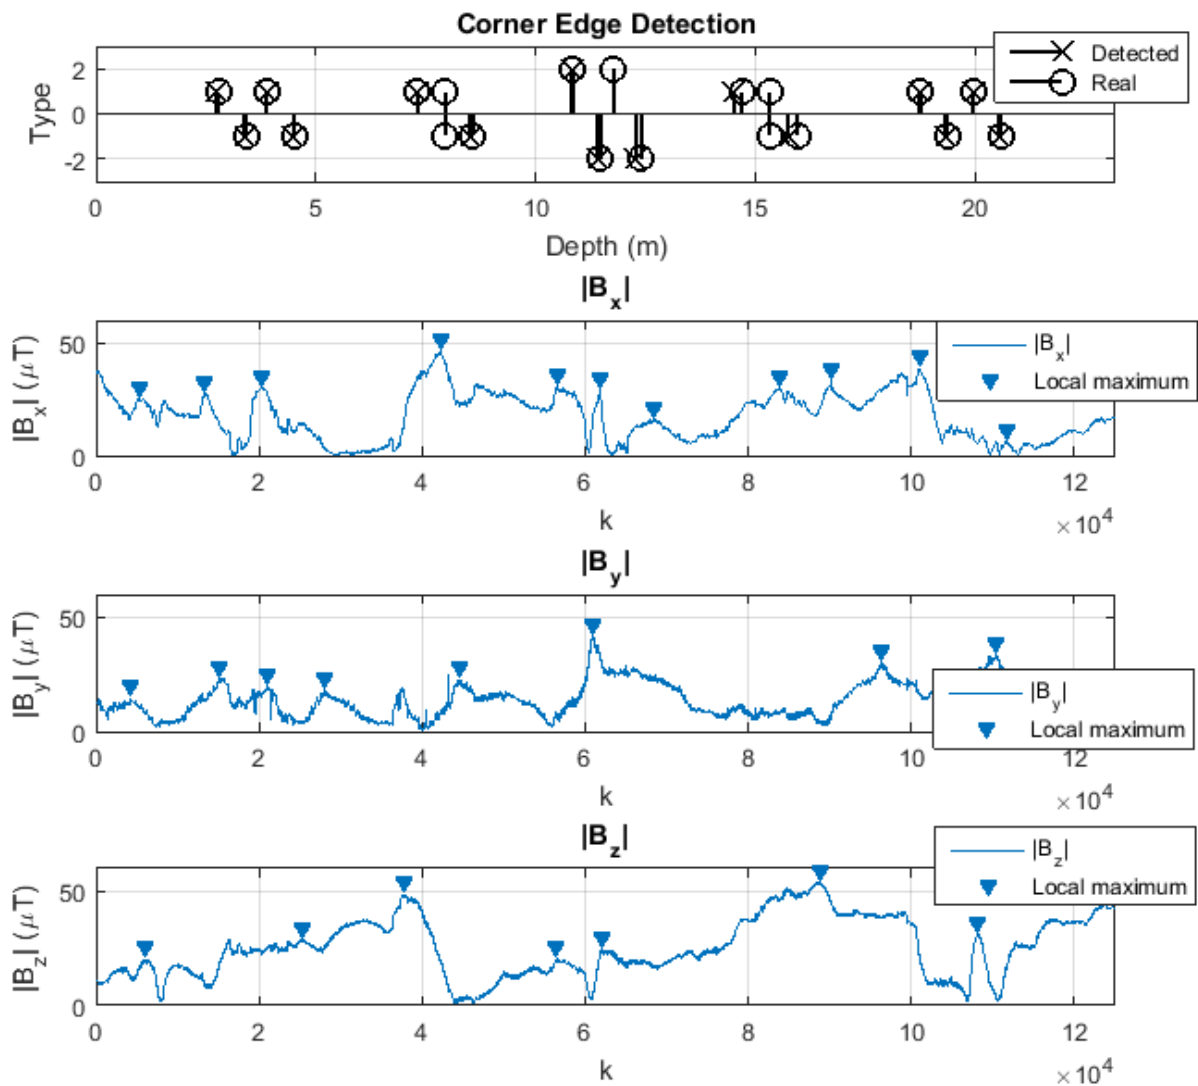 Corner Edge Detection
Detected
Real
Type
2
0
-2
0 5 10 15 20
Depth (m)
|Bx|
|Bx| (μT)
50
0
|Bx|
Local maximum
0 2 4 6 8 10 12
k
× 10^4
|By|
|By| (μT)
50
0
|By|
Local maximum
0 2 4 6 8 10 12
k
× 10^4
|Bz|
|Bz| (μT)
50
0
|Bz|
Local maximum
0 2 4 6 8 10 12
k
× 10^4